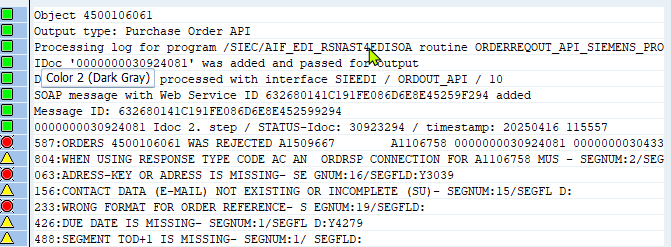 Object 4500106061
Output type: Purchase Order API
Processing log for program /SIEC/AIF_EDI_RSNAST4EDISOA routine ORDERREQOUT_API_SIEMENS_PRO
IDoc '0000000030924081' was added and passed for output
D
Color 2 (Dark Gray)
processed with interface SIEEDI / ORDOUT_API / 10
SOAP message with Web Service ID 632680141C191FE086D6E8E45259F294 added
Message ID: 632680141C191FE086D6E8E452599294
0000000030924081 Idoc 2. step / STATUS-Idoc: 30923294 / timestamp: 20250416 115557
587:ORDERS 4500106061 WAS REJECTED A1509667 A1106758 0000000030924081 0000000030433
804:WHEN USING RESPONSE TYPE CODE AC AN ORDRSP CONNECTION FOR A1106758 MUS - SEGNUM:2/SEG
063:ADRESS-KEY OR ADRESS IS MISSING- SE GNUM:16/SEGFLD:Y3039
156:CONTACT DATA (E-MAIL) NOT EXISTING OR INCOMPLETE (SU)- SEGNUM:15/SEGFL D:
233:WRONG FORMAT FOR ORDER REFERENCE- S EGNUM:19/SEGFLD:
426:DUE DATE IS MISSING- SEGNUM:1/SEGFL D:Y4279
488:SEGMENT TOD+1 IS MISSING- SEGNUM:1/ SEGFLD: